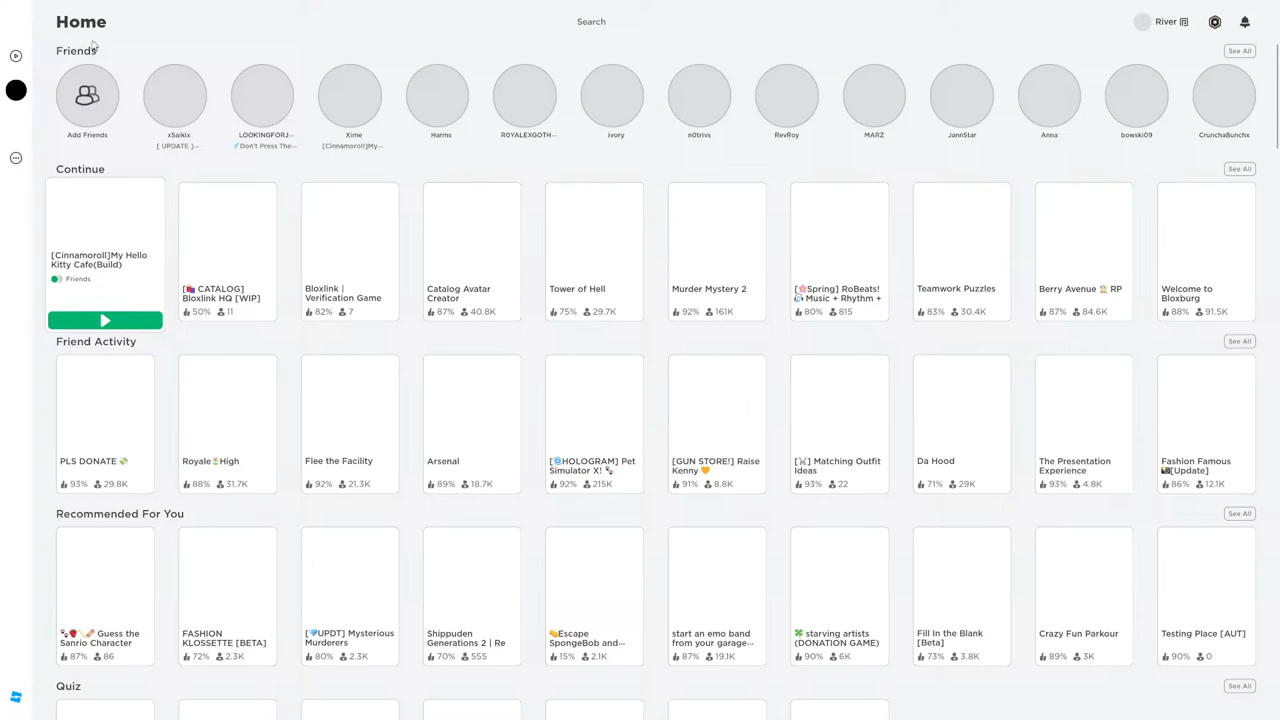 Home
Search
River
Friends
See All
Add Friends
xSaikix
[ UPDATE ]...
LOOKINGFORJ...
Don't Press The...
Xime
[Cinnamoroll]My...
Harms
R0YALEXGOTH...
ivory
n0trivs
RevRoy
MARZ
JannStar
Anna
bowski09
CrunchaBunchx
Continue
See All
[Cinnamoroll]My Hello
Kitty Cafe(Build)
Friends
[🛍️ CATALOG]
Bloxlink HQ [WIP]
50% 11
Bloxlink |
Verification Game
82% 7
Catalog Avatar
Creator
87% 40.8K
Tower of Hell
75% 29.7K
Murder Mystery 2
92% 161K
[🌸Spring] RoBeats!
🎧 Music + Rhythm +
80% 815
Teamwork Puzzles
83% 30.4K
Berry Avenue 🏠 RP
87% 84.6K
Welcome to
Bloxburg
88% 91.5K
Friend Activity
See All
PLS DONATE 💸
93% 29.8K
Royale High
88% 31.7K
Flee the Facility
92% 21.3K
Arsenal
89% 18.7K
[🌀HOLOGRAM] Pet
Simulator X! 🐾
92% 215K
[GUN STORE!] Raise
Kenny 🧡
91% 8.8K
[] Matching Outfit
Ideas
93% 22
Da Hood
71% 29K
The Presentation
Experience
93% 4.8K
Fashion Famous
📸[Update]
86% 12.1K
Recommended For You
See All
Guess the
Sanrio Character
87% 86
FASHION
KLOSSETTE [BETA]
72% 2.3K
[💎UPDT] Mysterious
Murderers
80% 2.3K
Shippuden
Generations 2 | Re
70% 555
Escape
SpongeBob and...
15% 2.1K
start an emo band
from your garage...
87% 19.1K
🍀 starving artists
(DONATION GAME)
90% 6K
Fill In the Blank
[Beta]
73% 3.8K
Crazy Fun Parkour
89% 3K
Testing Place [AUT]
90% 0
Quiz
See All